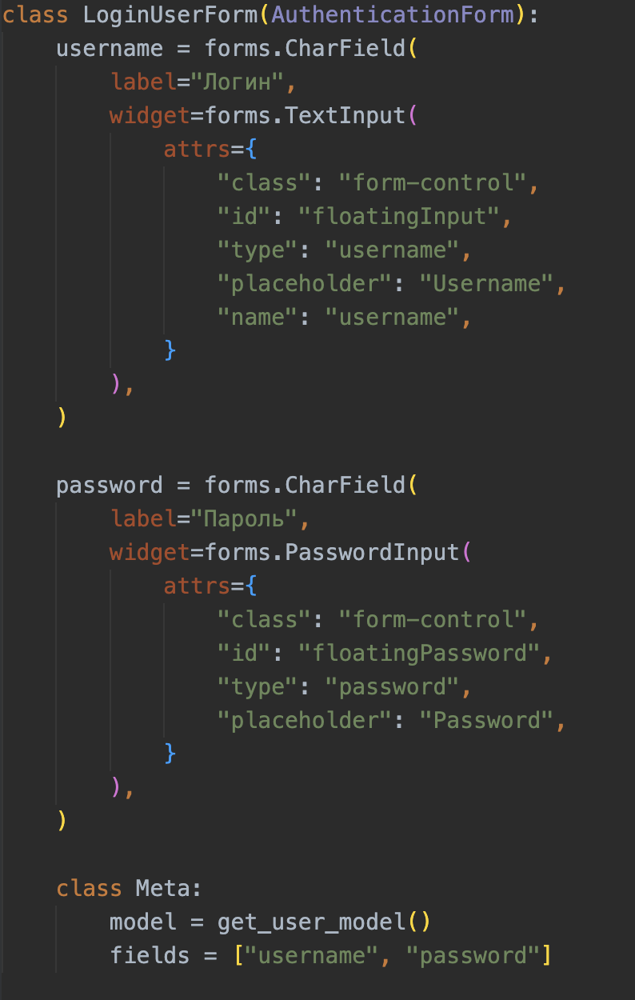 class LoginUserForm(AuthenticationForm):
    username = forms.CharField(
        label="Логин",
        widget=forms.TextInput(
            attrs={
                "class": "form-control",
                "id": "floatingInput",
                "type": "username",
                "placeholder": "Username",
                "name": "username",
            }
        ),
    )

    password = forms.CharField(
        label="Пароль",
        widget=forms.PasswordInput(
            attrs={
                "class": "form-control",
                "id": "floatingPassword",
                "type": "password",
                "placeholder": "Password",
            }
        ),
    )

    class Meta:
        model = get_user_model()
        fields = ["username", "password"]